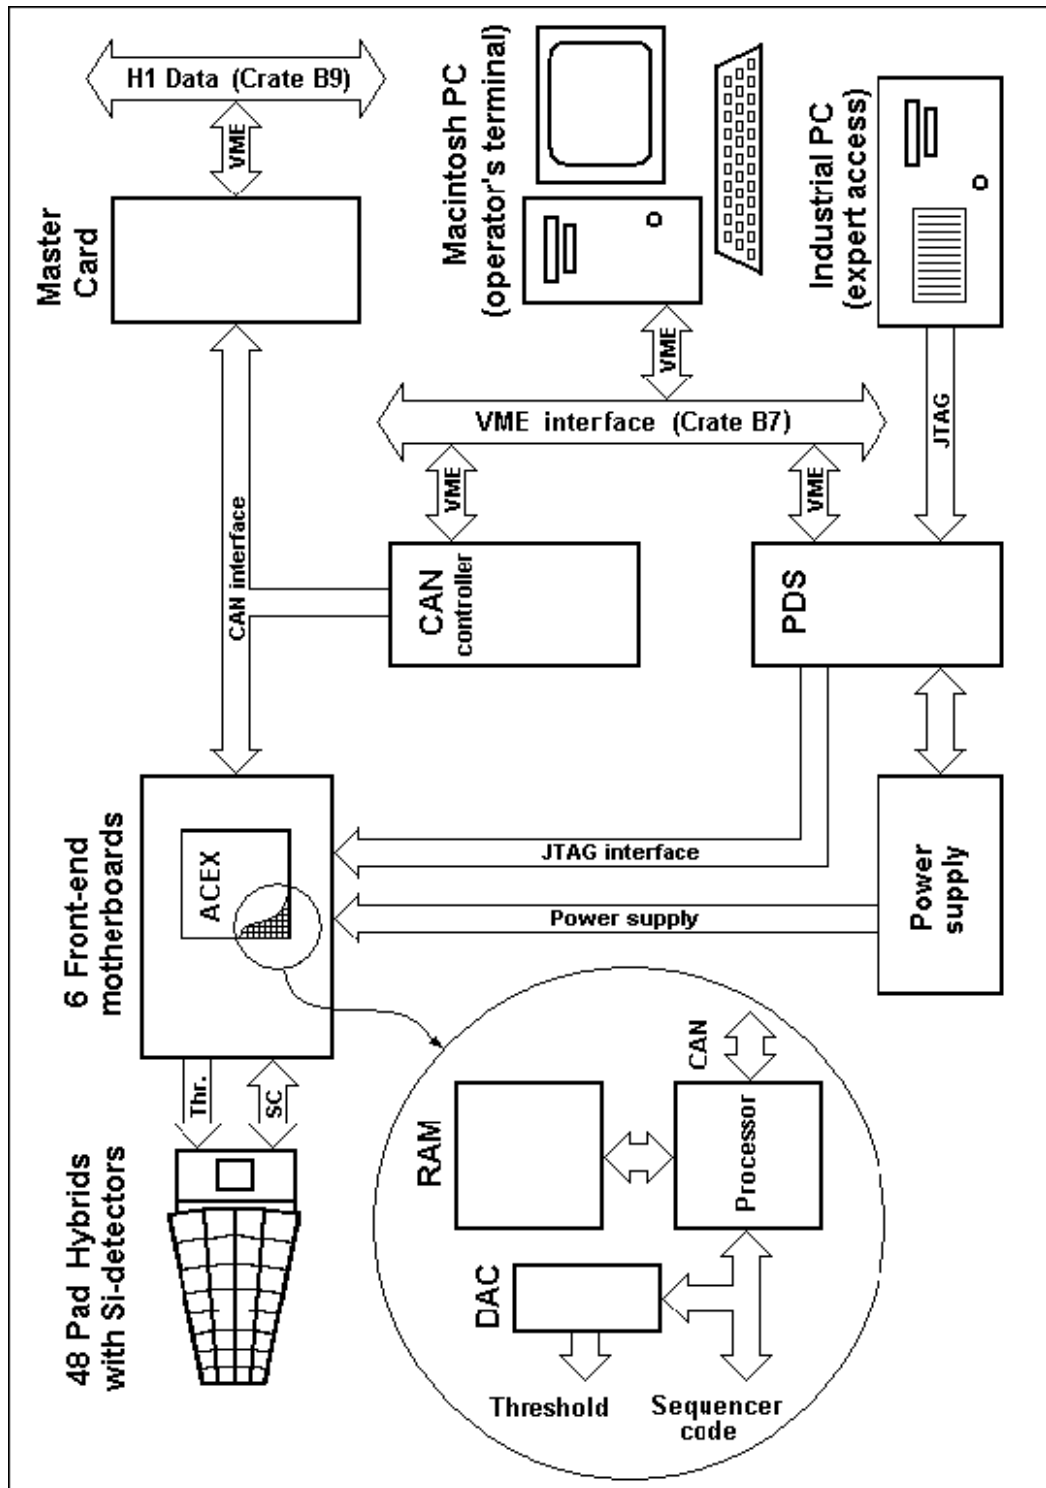 H1 Data (Crate B9)
VME
Master
Card
Macintosh PC
(operator's terminal)
Industrial PC
(expert access)
VME
VME interface (Crate B7)
JTAG
VME
VME
CAN interface
CAN
controller
PDS
6 Front-end
motherboards
ACEX
JTAG interface
Power supply
Power
supply
Thr.
SC
48 Pad Hybrids
with Si-detectors
CAN
RAM
Processor
DAC
Threshold
Sequencer
code